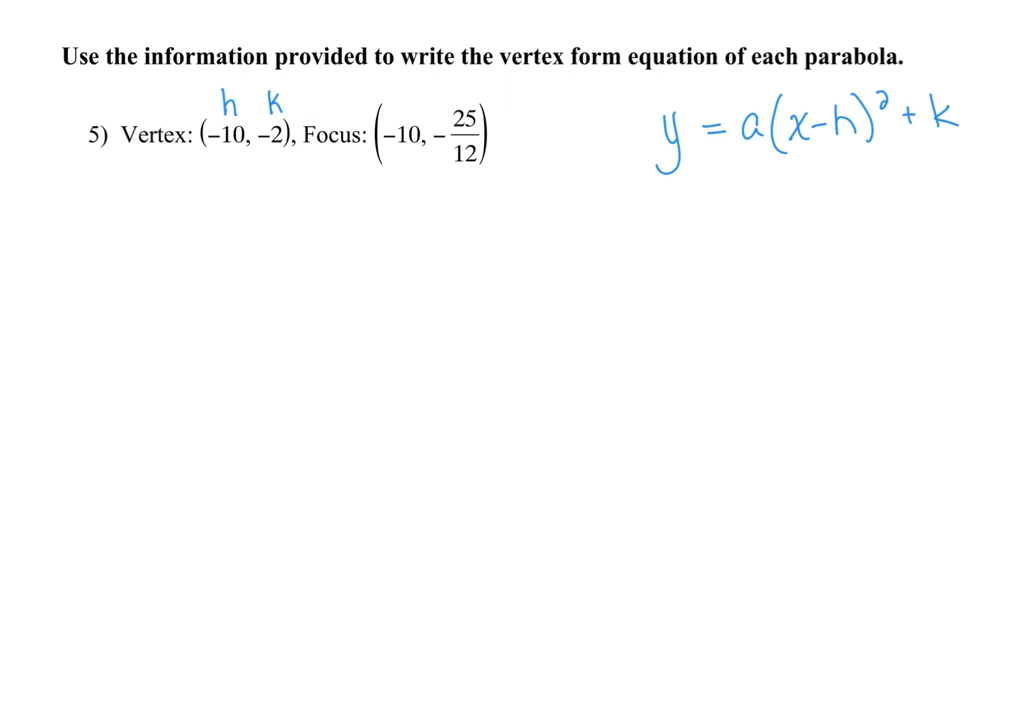 Use the information provided to write the vertex form equation of each parabola.
h k
5) Vertex: (–10, –2), Focus: (–10, –25/12)
y = a(x-h)² + k